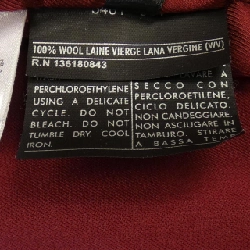 100% WOOL LAINE VIERGE LANA VERGINE (WV)
R.N 136180843
PERCHLOROETHYLENE
USING A DELICATE
CYCLE. DO NOT
BLEACH. DO NOT
TUMBLE DRY COOL
IRON.
SECCO CON
PERCLOROETILENE,
CICLO DELICATO.
NON CANDEGGIARE.
NON ASCIUGARE IN
TAMBURO. STIRARE
A BASSA